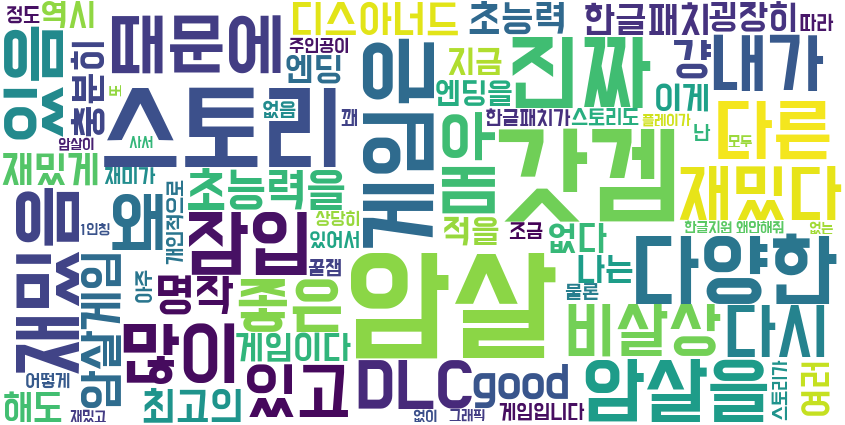 정도
역시
때문에
디스아너드
초능력
한글패치
굉장히
따라
있음
충분히
주인공이
엔딩
지금
진짜
걍
내가
또
스토리
없음
꽤
게임은
엔딩을
이게
암살이
사서
한글패치가
스토리도
플레이가
난
모두
다른
재밌게
재미가
초능력을
아
봄
갓겜
재밌다
재밌음
1인칭
왜
개인적으로
잠입
상당히
있어서
적을
조금
없다
한글지원 왜안해줘
없는
꿀잼
나는
다양한
암살게임
아주
명작
좋은
암살
물론
비살상
다시
많이
게임이다
어떻게
있고
DLC
good
암살을
스토리가
여러
해도
재밌고
최고의
없이
그래픽
게임입니다